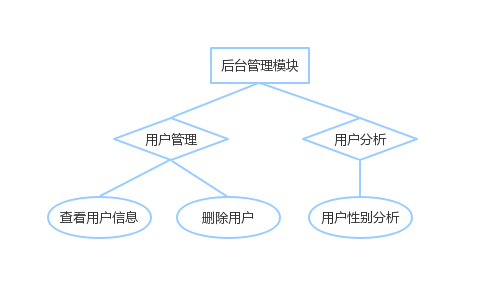 后台管理模块
用户管理
用户分析
查看用户信息
删除用户
用户性别分析